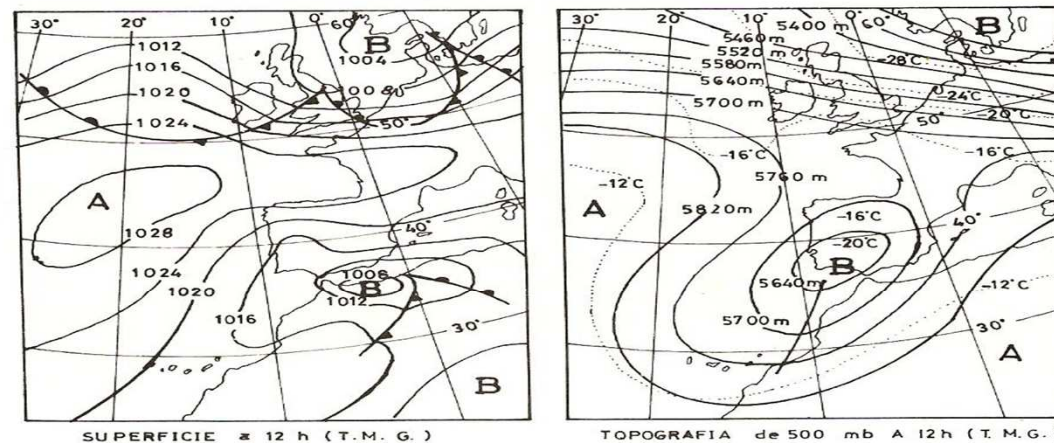 30° 20° 10° 0° 60°
B
1012
1004
1016
1008
1020
50°
1024
A
1028
40°
1024
1008
1020
B
1012
1016
30°
B
SUPERFICIE a 12 h (T. M. G.)
30° 20° 10° 0° 60°
5400
B
5460 m
5520 m
-28°C
5580 m
5640 m
-24°C
5700 m
-20°C
50°
-16°C
-16°C
-12°C
5760 m
A
5820 m
-16°C
40°
-20°C
B
5640 m
-12°C
5700 m
30°
A
TOPOGRAFIA de 500 mb A 12h (T. M. G.